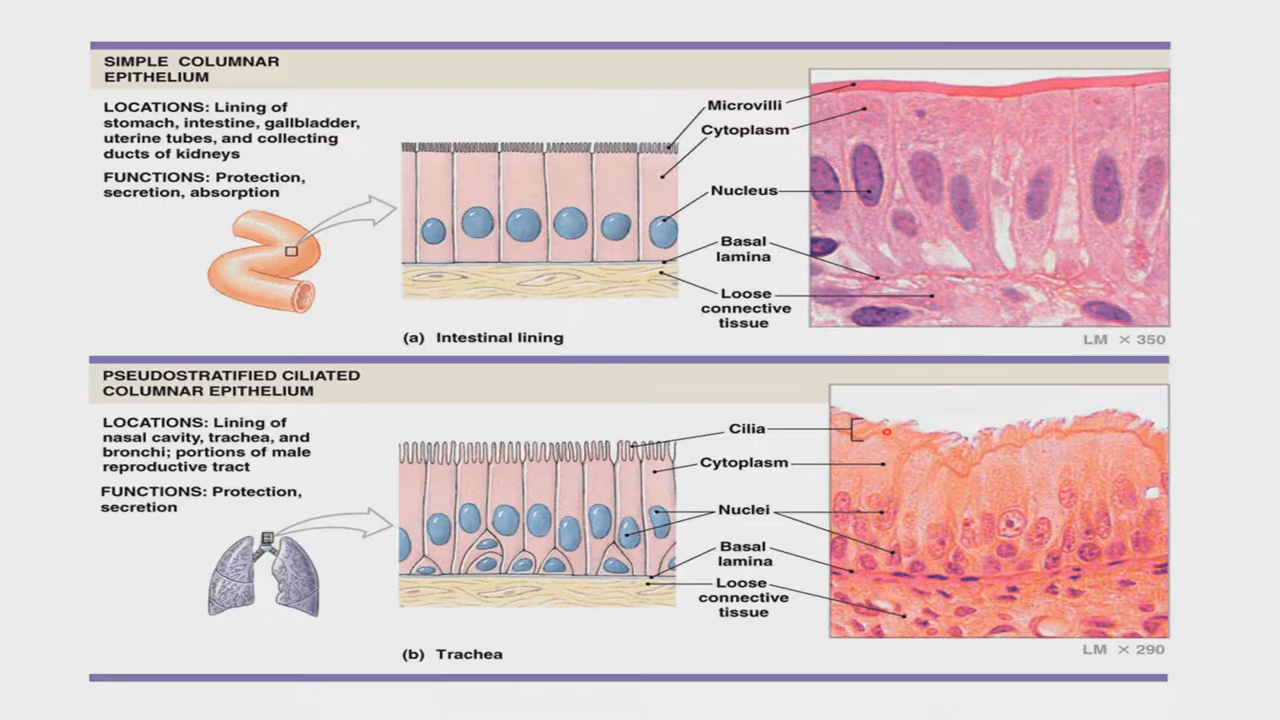 SIMPLE COLUMNAR
EPITHELIUM
LOCATIONS: Lining of
stomach, intestine, gallbladder,
uterine tubes, and collecting
ducts of kidneys
FUNCTIONS: Protection,
secretion, absorption
Microvilli
Cytoplasm
Nucleus
Basal
lamina
Loose
connective
tissue
(a) Intestinal lining
LM × 350
PSEUDOSTRATIFIED CILIATED
COLUMNAR EPITHELIUM
LOCATIONS: Lining of
nasal cavity, trachea, and
bronchi; portions of male
reproductive tract
FUNCTIONS: Protection,
secretion
Cilia
Cytoplasm
Nuclei
Basal
lamina
Loose
connective
tissue
(b) Trachea
LM × 290